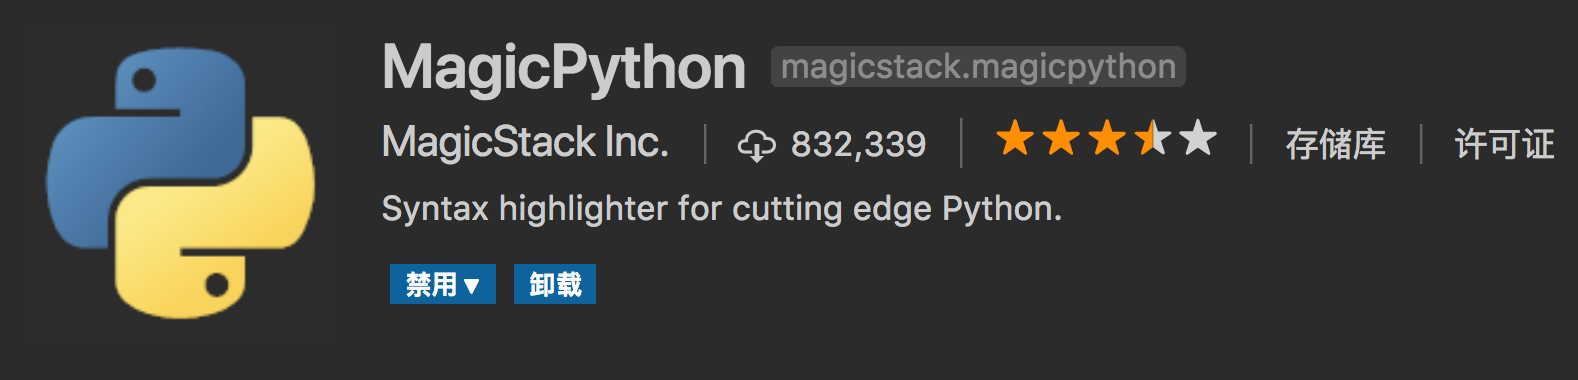 MagicPython magicstack.magicpython
MagicStack Inc. 832,339 存储库 许可证
Syntax highlighter for cutting edge Python.
禁用 卸载